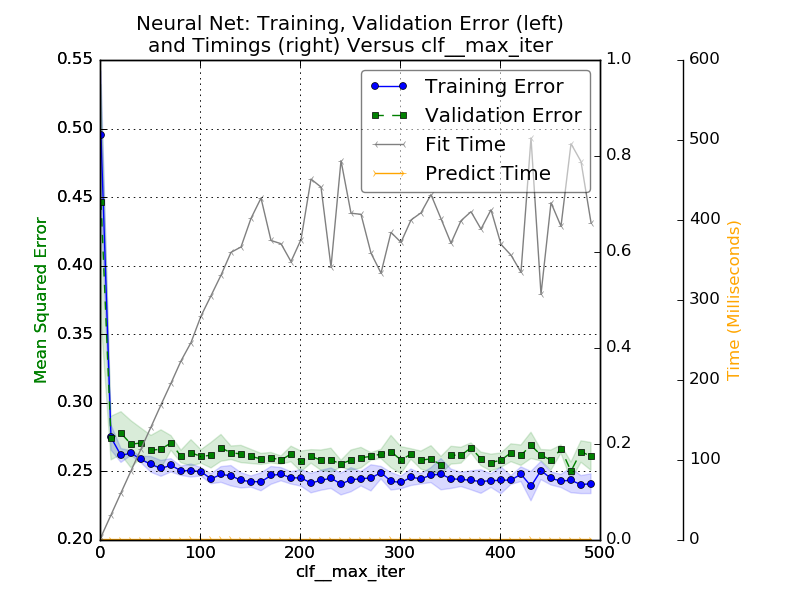 Neural Net: Training, Validation Error (left)
and Timings (right) Versus clf__max_iter
Training Error
Validation Error
Fit Time
Predict Time
Mean Squared Error
0.55
0.50
0.45
0.40
0.35
0.30
0.25
0.20
1.0
0.8
0.6
0.4
0.2
0.0
600
500
400
300
200
100
0
Time (Milliseconds)
0 100 200 300 400 500
clf__max_iter